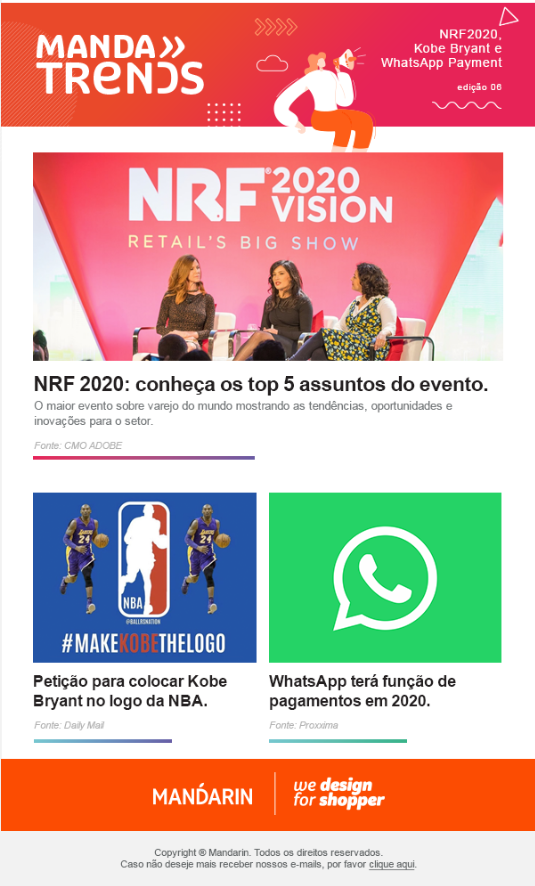 MANDA
TRENDS
NRF2020,
Kobe Bryant e
WhatsApp Payment
edição 06
NRF® 2020
VISION
RETAIL'S BIG SHOW
NRF 2020: conheça os top 5 assuntos do evento.
O maior evento sobre varejo do mundo mostrando as tendências, oportunidades e
inovações para o setor.
Fonte: CMO ADOBE
24
24
NBA
@BALLERSNATION
#MAKEKOBETHELOGO
Petição para colocar Kobe
Bryant no logo da NBA.
Fonte: Daily Mail
WhatsApp terá função de
pagamentos em 2020.
Fonte: Proxxima
MANDARIN
we design
for shopper
Copyright ® Mandarin. Todos os direitos reservados.
Caso não deseje mais receber nossos e-mails, por favor clique aqui.